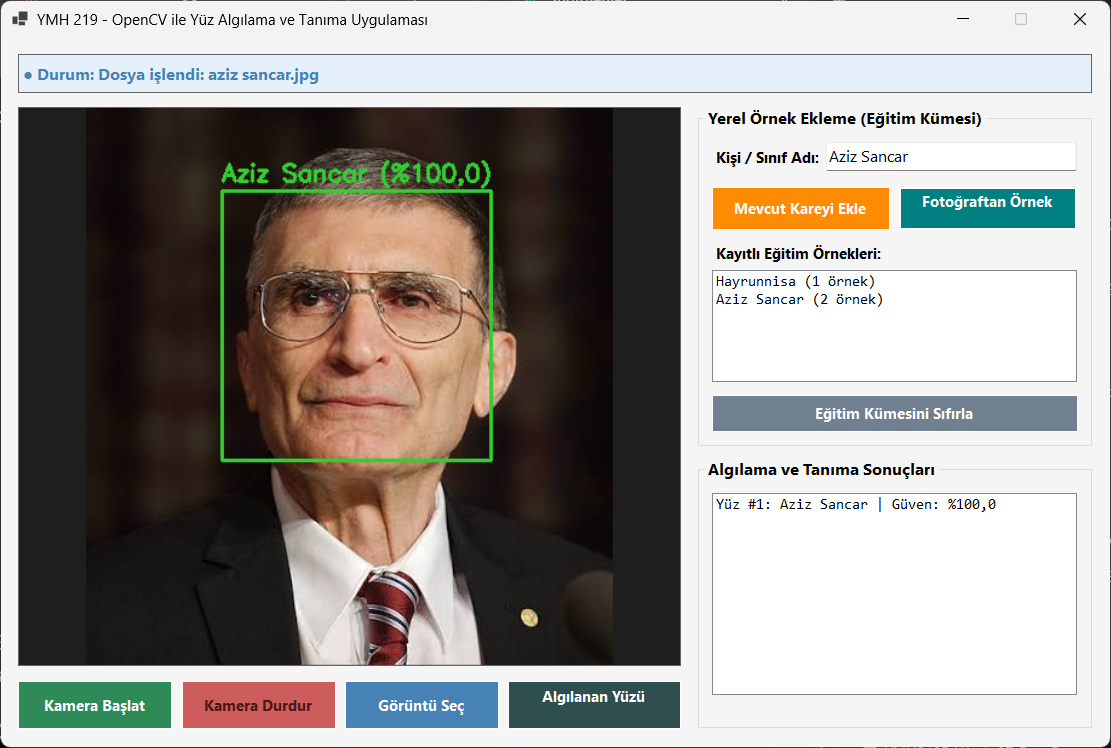 YMH 219 - OpenCV ile Yüz Algılama ve Tanıma Uygulaması
● Durum: Dosya işlendi: aziz sancar.jpg
Aziz Sancar (%100,0)
Kamera Başlat
Kamera Durdur
Görüntü Seç
Algılanan Yüzü
Yerel Örnek Ekleme (Eğitim Kümesi)
Kişi / Sınıf Adı: Aziz Sancar
Mevcut Kareyi Ekle
Fotoğraftan Örnek
Kayıtlı Eğitim Örnekleri:
Hayrunnisa (1 örnek)
Aziz Sancar (2 örnek)
Eğitim Kümesini Sıfırla
Algılama ve Tanıma Sonuçları
Yüz #1: Aziz Sancar | Güven: %100,0